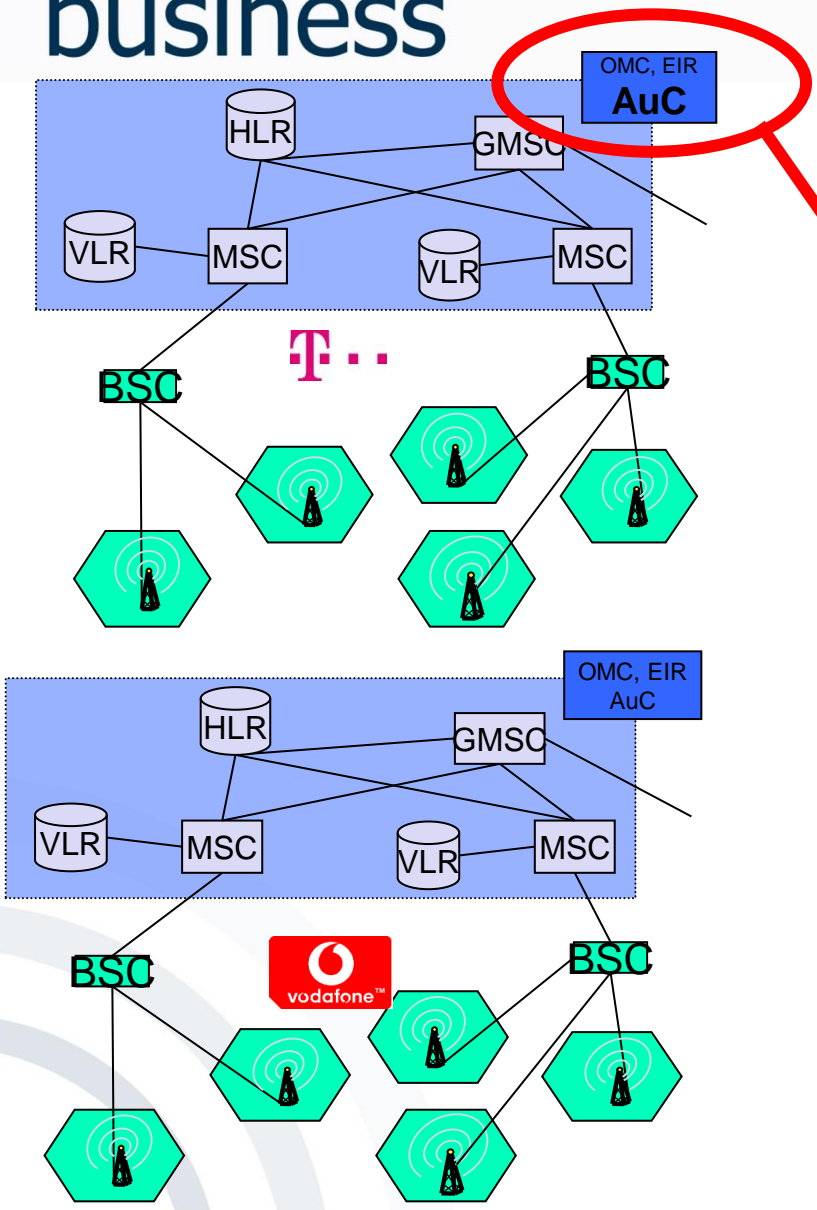 business
OMC, EIR
AuC
HLR
GMSC
VLR
MSC
VLR
MSC
T
BSC
BSC
OMC, EIR
AuC
HLR
GMSC
VLR
MSC
VLR
MSC
BSC
BSC
vodafone™